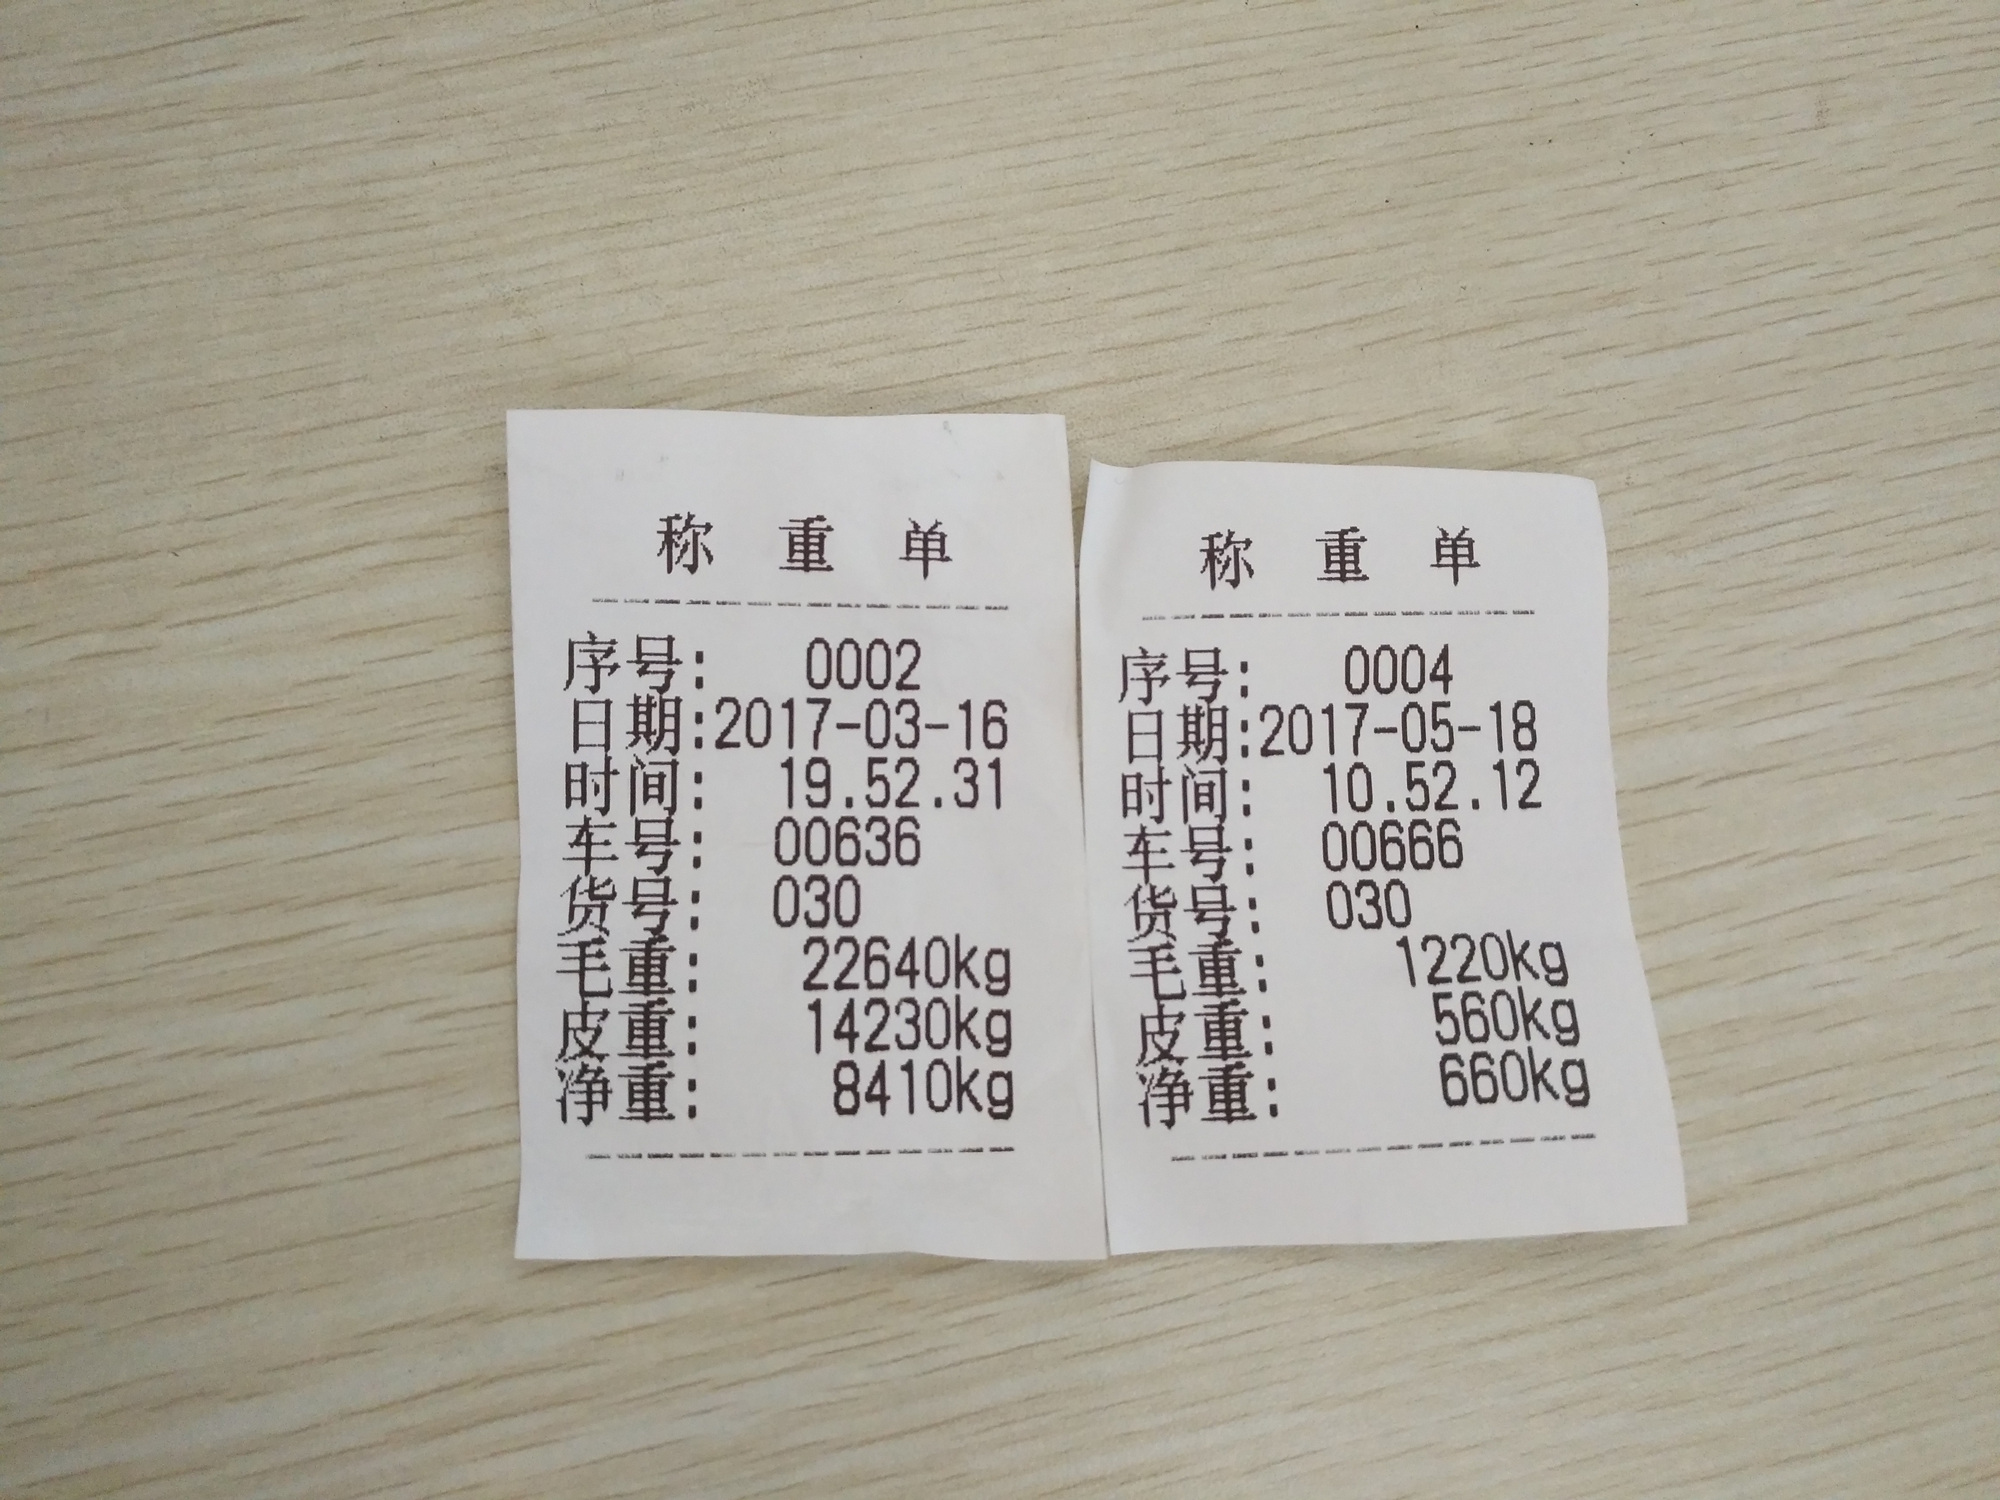 称 重 单
序号: 0002
日期:2017-03-16
时间: 19.52.31
车号: 00636
货号: 030
毛重: 22640kg
皮重: 14230kg
净重: 8410kg
称 重 单
序号: 0004
日期:2017-05-18
时间: 10.52.12
车号: 00666
货号: 030
毛重: 1220kg
皮重: 560kg
净重: 660kg